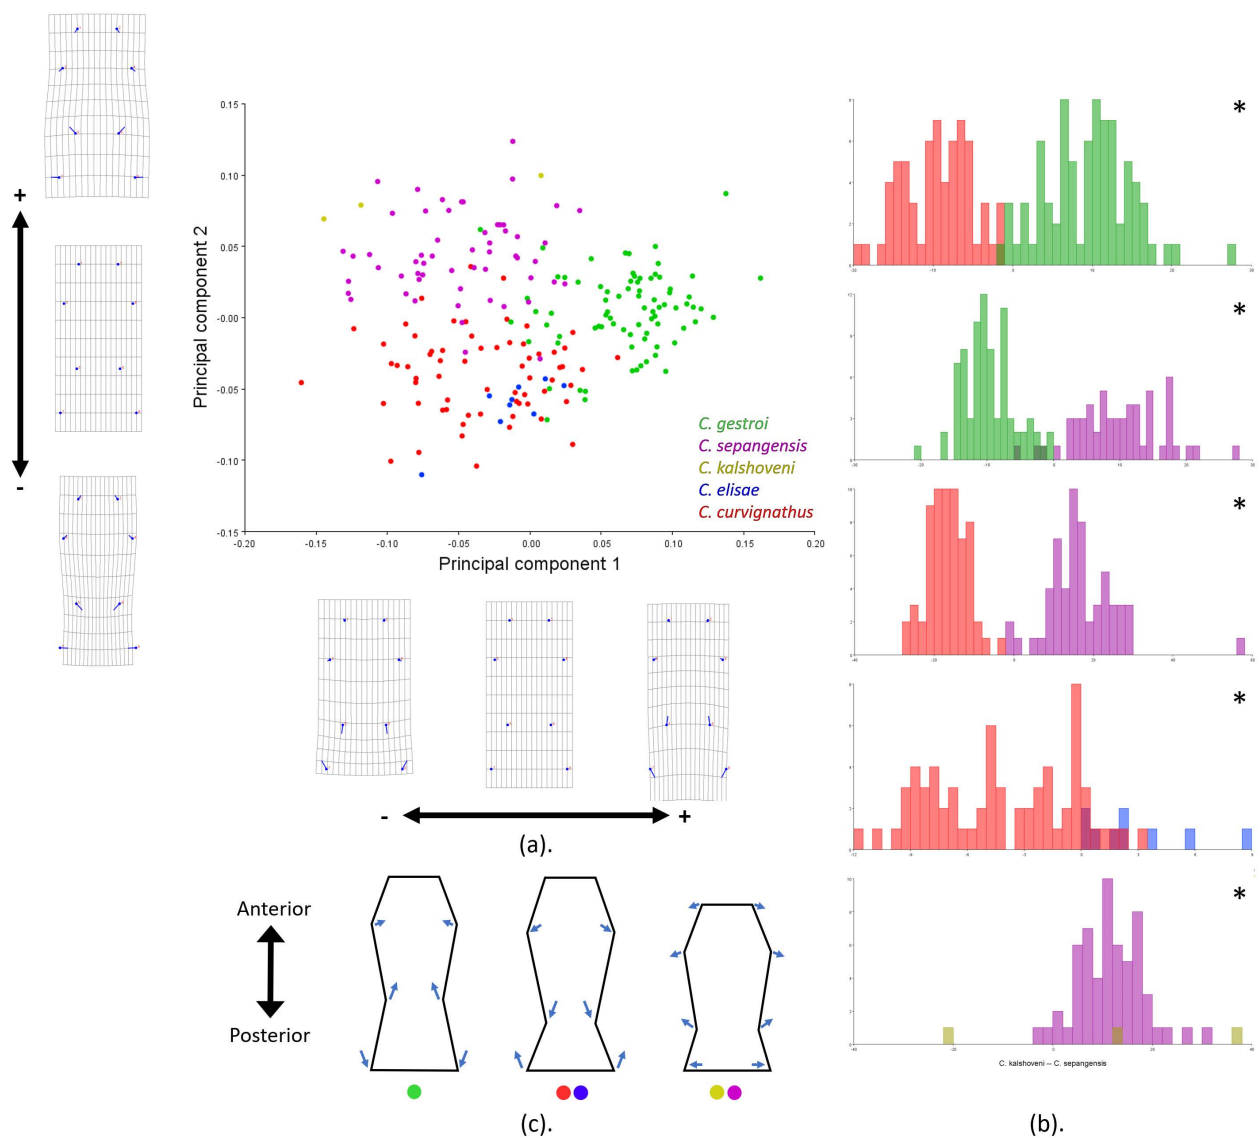 +
-
0.15
0.10
0.05
-0.00
-0.05
-0.10
-0.15
Principal component 2
-0.20
-0.15
-0.10
-0.05
0.00
0.05
0.10
0.15
0.20
Principal component 1
C. gestroi
C. sepangensis
C. kalshoveni
C. elisae
C. curvignathus
-
+
(a).
Anterior
Posterior
(c).
*
*
*
*
*
C. kalshoveni -- C. sepangensis
(b).